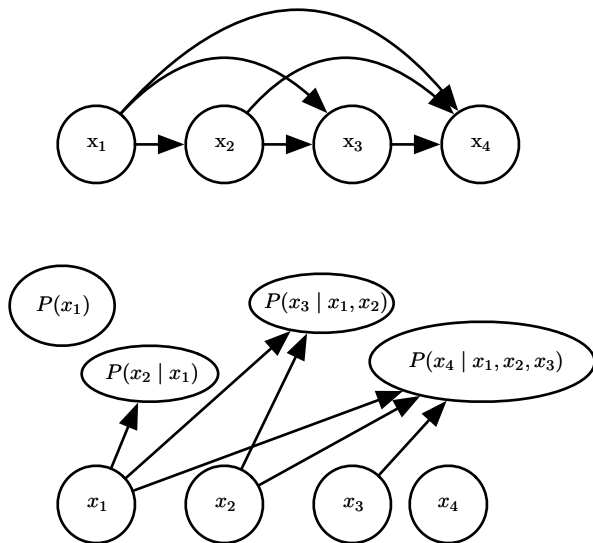 x₁ x₂ x₃ x₄
P(x₁)
P(x₃ | x₁, x₂)
P(x₂ | x₁)
P(x₄ | x₁, x₂, x₃)
x₁ x₂ x₃ x₄